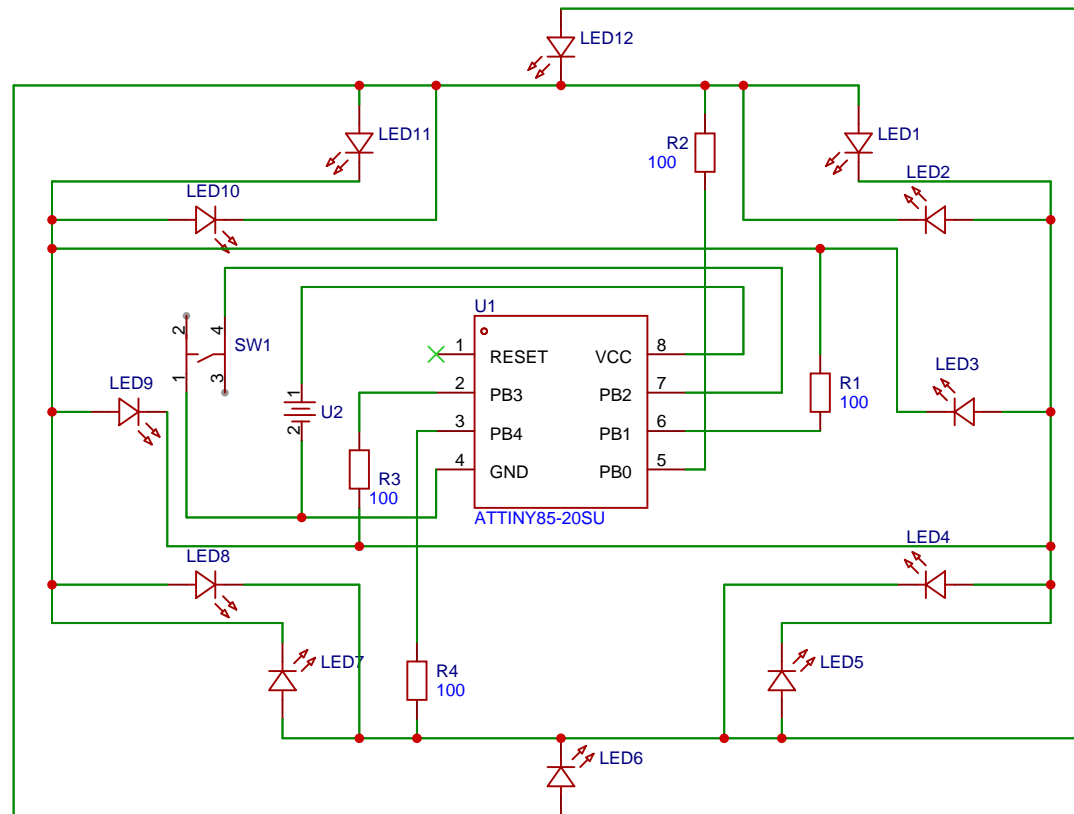 LED12
LED11
R2
100
LED1
LED10
LED2
U1
2
4
SW1
1
RESET
VCC
8
1
3
LED9
1
U2
2
2
PB3
PB2
7
LED3
R1
100
3
PB4
PB1
6
R3
100
4
GND
PB0
5
ATTINY85-20SU
LED8
LED4
LED7
R4
100
LED5
LED6